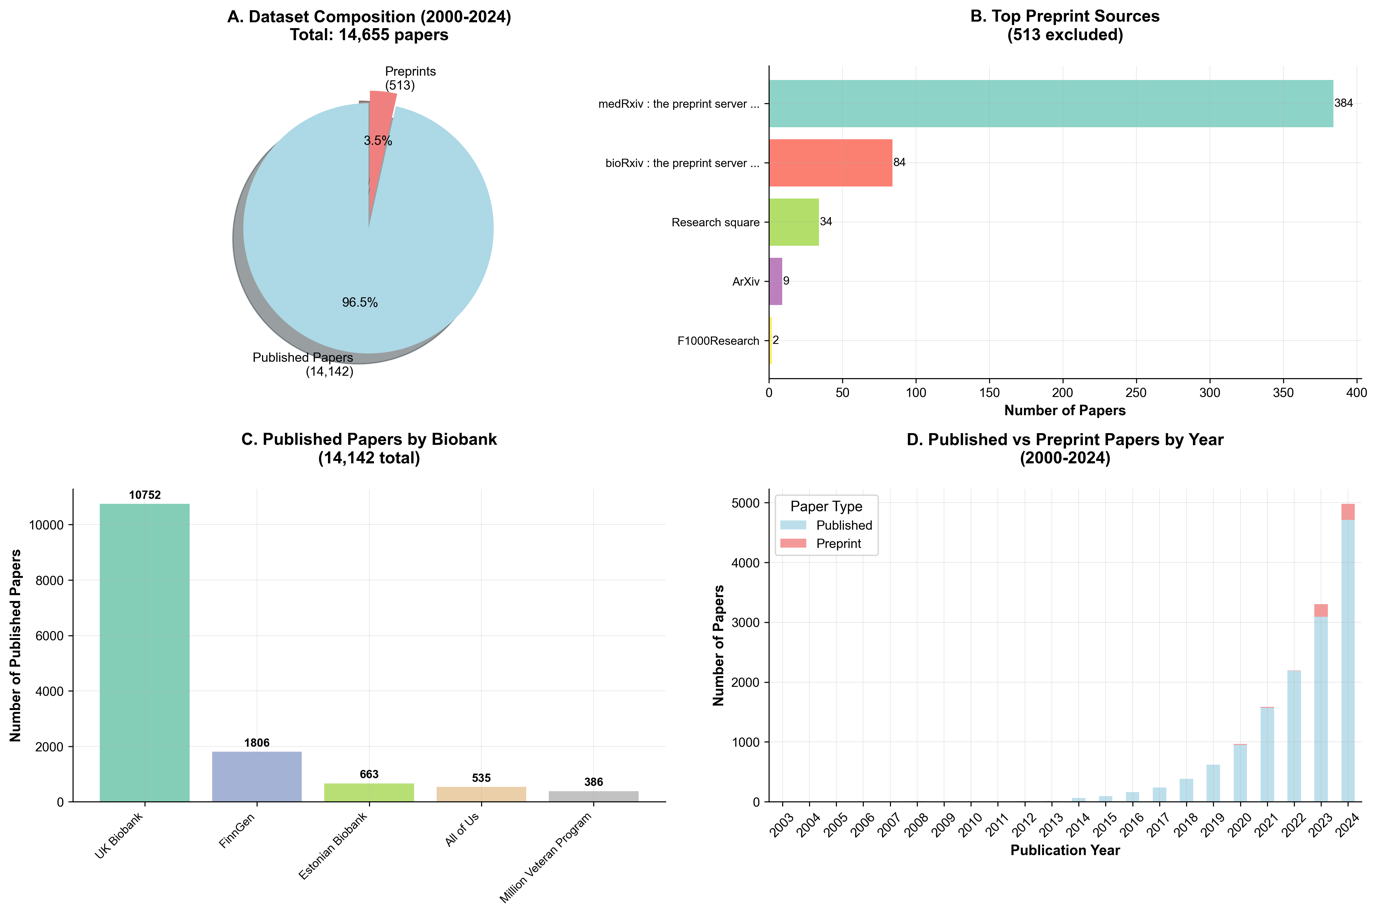 A. Dataset Composition (2000-2024)
Total: 14,655 papers
Preprints
(513)
3.5%
96.5%
Published Papers
(14,142)
B. Top Preprint Sources
(513 excluded)
medRxiv : the preprint server ...
384
bioRxiv : the preprint server ...
84
Research square
34
ArXiv
9
F1000Research
2
0 50 100 150 200 250 300 350 400
Number of Papers
C. Published Papers by Biobank
(14,142 total)
Number of Published Papers
10000
8000
6000
4000
2000
0
10752
1806
663
535
386
UK Biobank
FinnGen
Estonian Biobank
All of Us
Million Veteran Program
D. Published vs Preprint Papers by Year
(2000-2024)
Paper Type
Published
Preprint
Number of Papers
5000
4000
3000
2000
1000
0
2003 2004 2005 2006 2007 2008 2009 2010 2011 2012 2013 2014 2015 2016 2017 2018 2019 2020 2021 2022 2023 2024
Publication Year